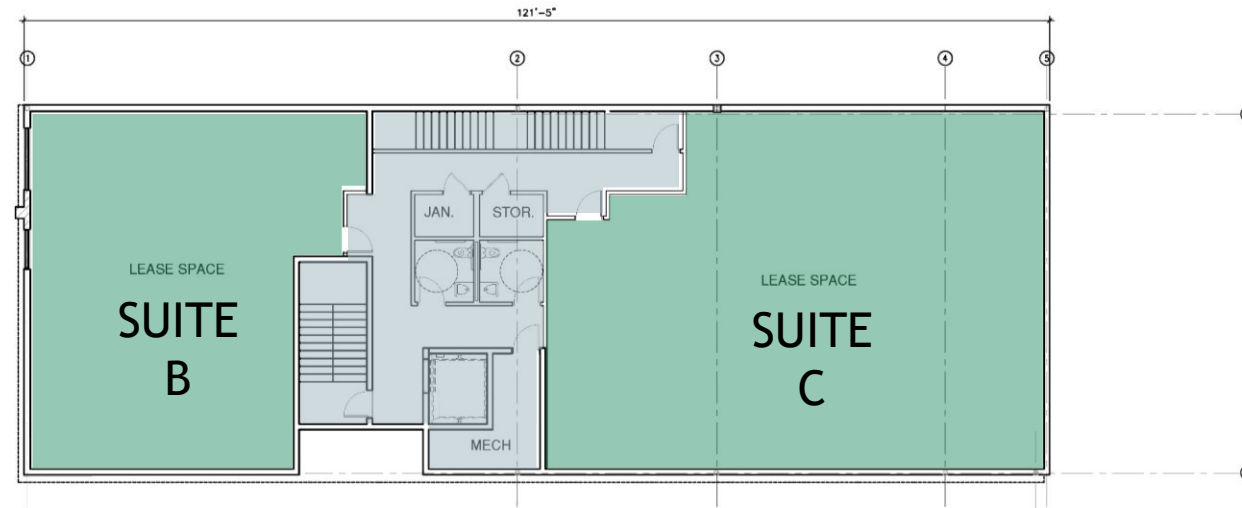 121'-5"
1
2
3
4
5
JAN.
STOR.
LEASE SPACE
SUITE
B
LEASE SPACE
SUITE
C
MECH